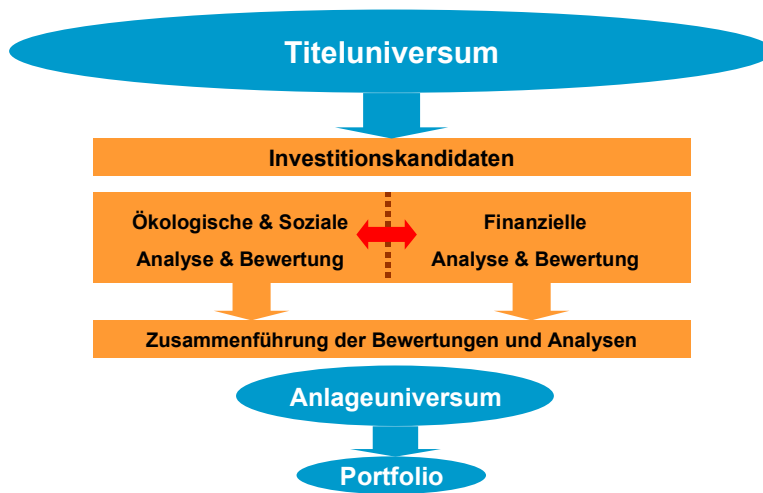 Titeluniversum
Investitionskandidaten
Ökologische & Soziale
Analyse & Bewertung
Finanzielle
Analyse & Bewertung
Zusammenführung der Bewertungen und Analysen
Anlageuniversum
Portfolio